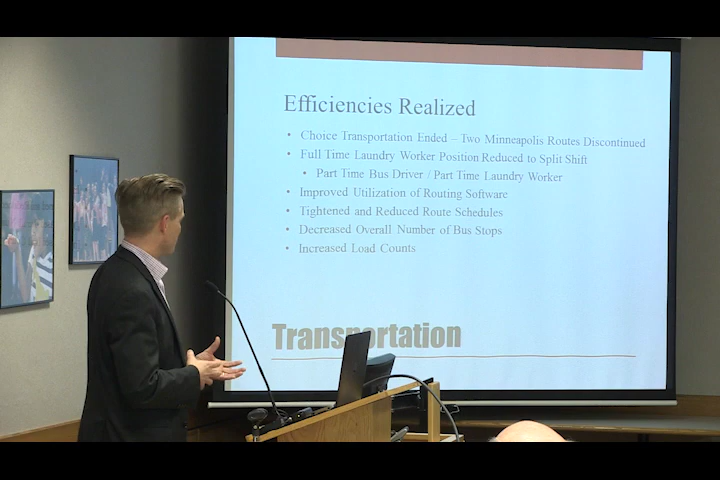 Efficiencies Realized
• Choice Transportation Ended – Two Minneapolis Routes Discontinued
• Full Time Laundry Worker Position Reduced to Split Shift
• Part Time Bus Driver / Part Time Laundry Worker
• Improved Utilization of Routing Software
• Tightened and Reduced Route Schedules
• Decreased Overall Number of Bus Stops
• Increased Load Counts
Transportation